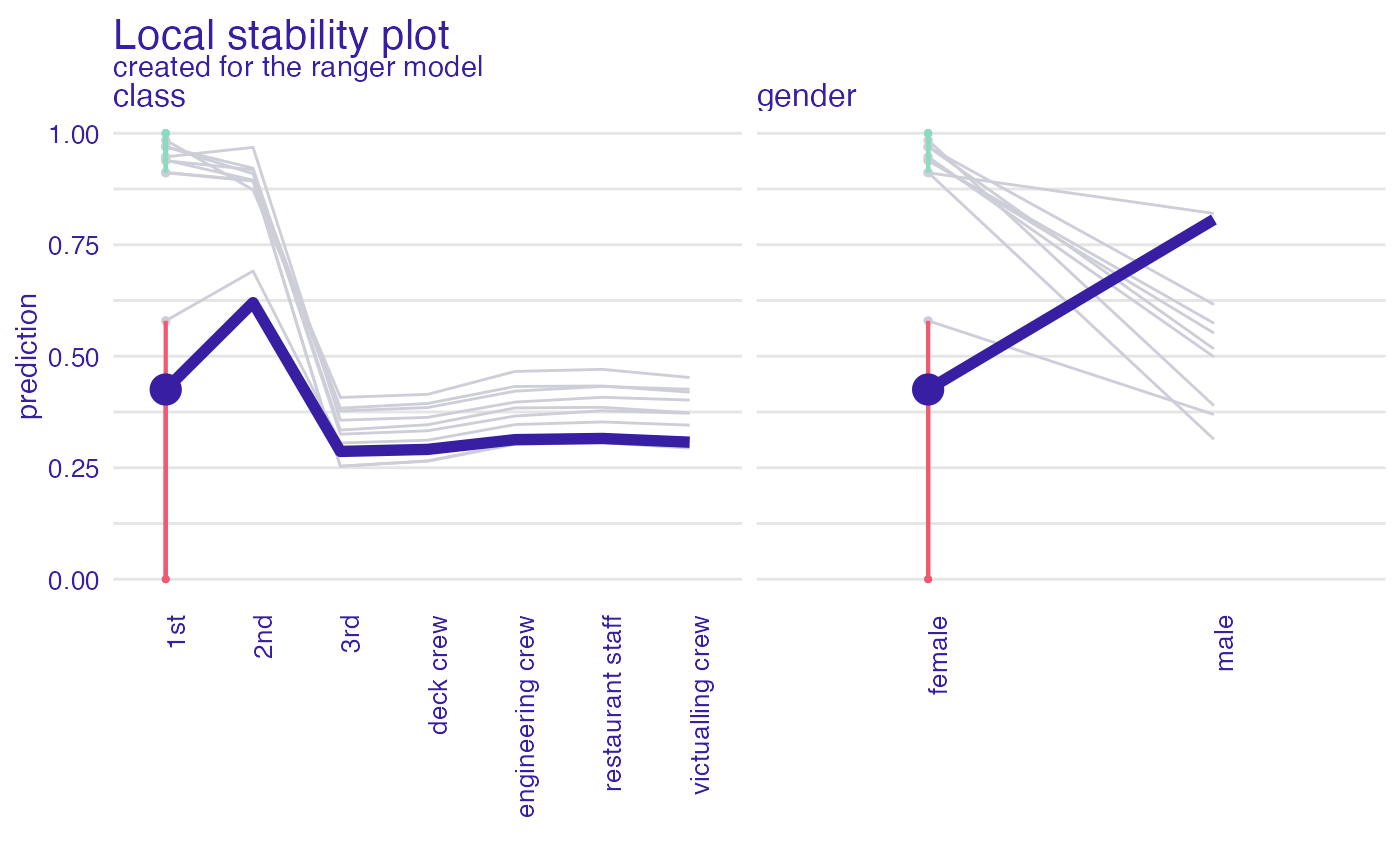 Local stability plot
created for the ranger model
class
gender
prediction
1.00
0.75
0.50
0.25
0.00
1st
2nd
3rd
deck crew
engineering crew
restaurant staff
victualling crew
female
male